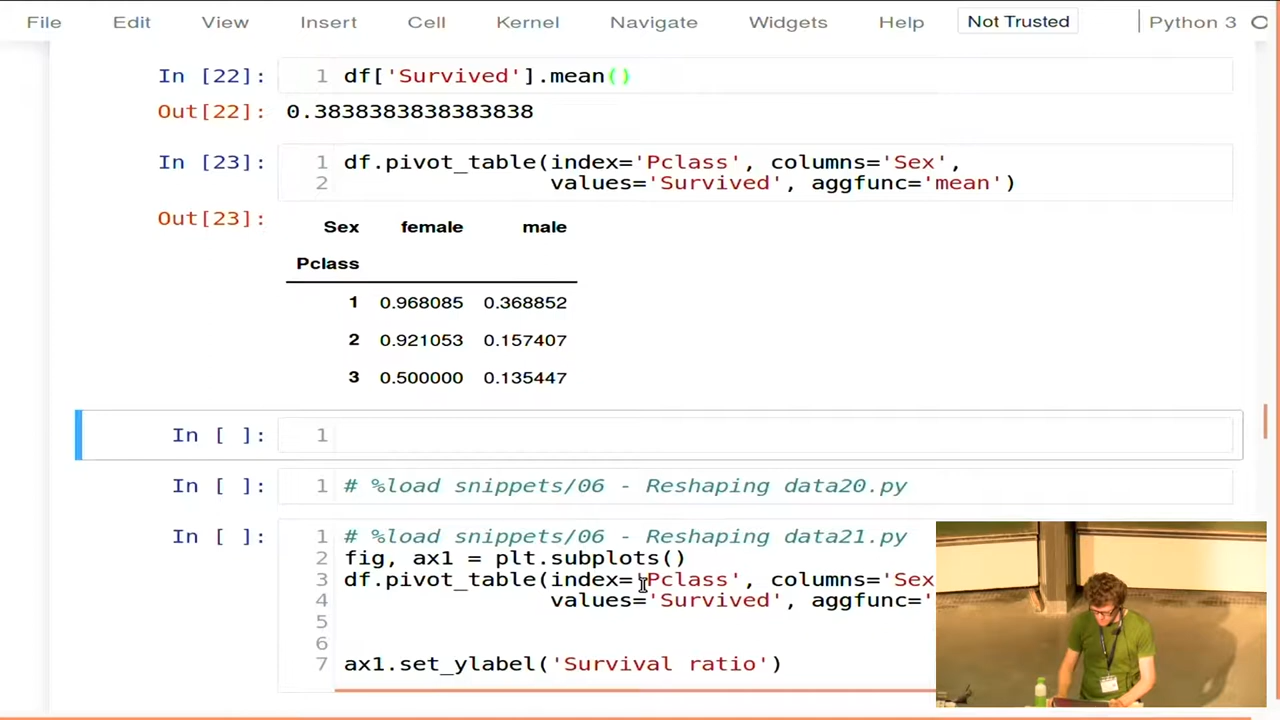 File Edit View Insert Cell Kernel Navigate Widgets Help Not Trusted Python 3
In [22]: 1 df['Survived'].mean()
Out[22]: 0.3838383838383838
In [23]: 1 df.pivot_table(index='Pclass', columns='Sex',
2 values='Survived', aggfunc='mean')
Out[23]:
Sex female male
Pclass
1 0.968085 0.368852
2 0.921053 0.157407
3 0.500000 0.135447
In [ ]: 1
In [ ]: 1 # %load snippets/06 - Reshaping data20.py
In [ ]: 1 # %load snippets/06 - Reshaping data21.py
2 fig, ax1 = plt.subplots()
3 df.pivot_table(index='Pclass', columns='Sex
4 values='Survived', aggfunc='
5
6
7 ax1.set_ylabel('Survival ratio')